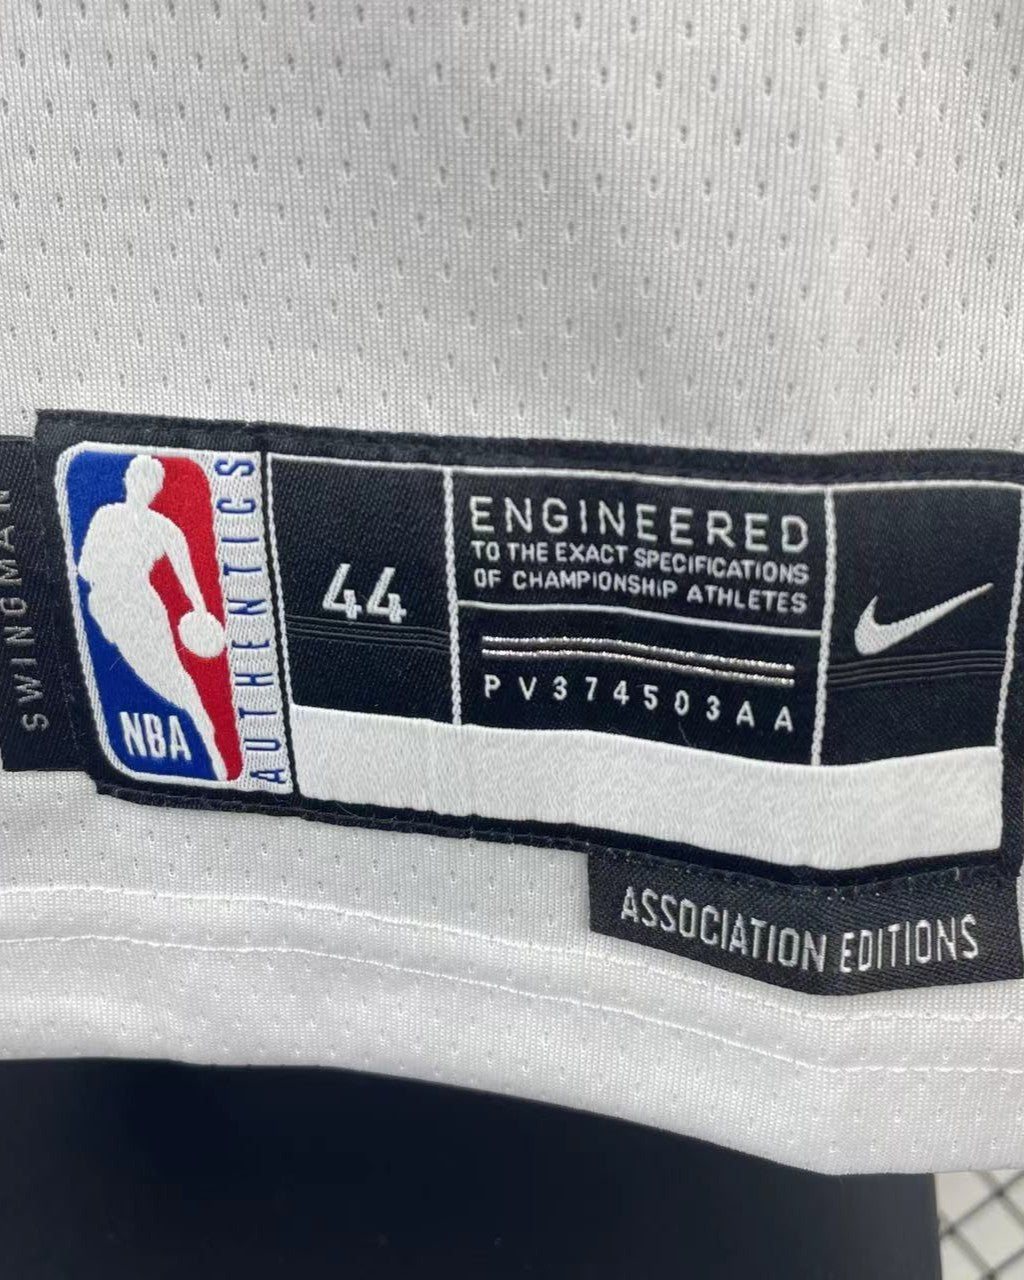 SWINGMAN
NBA
AUTHENTICS
44
ENGINEERED
TO THE EXACT SPECIFICATIONS
OF CHAMPIONSHIP ATHLETES
PV374503AA
ASSOCIATION EDITIONS